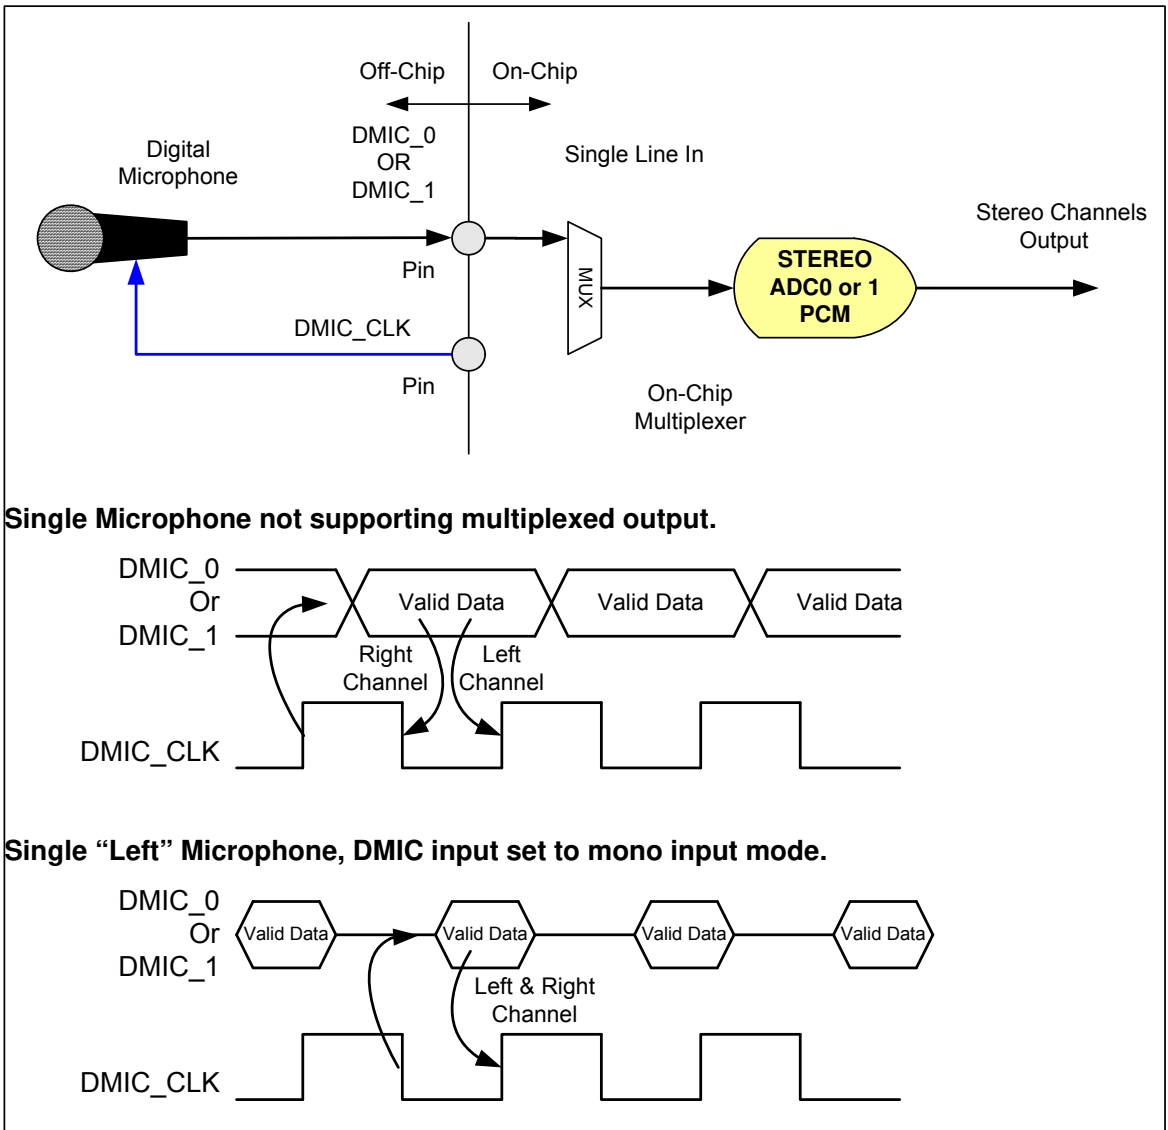 Off-Chip
On-Chip
Digital
Microphone
DMIC_0
OR
DMIC_1
Single Line In
Stereo Channels
Output
Pin
MUX
STEREO
ADC0 or 1
PCM
DMIC_CLK
Pin
On-Chip
Multiplexer
Single Microphone not supporting multiplexed output.
DMIC_0
Or
DMIC_1
Valid Data
Valid Data
Valid Data
Right
Channel
Left
Channel
DMIC_CLK
Single “Left” Microphone, DMIC input set to mono input mode.
DMIC_0
Or
DMIC_1
Valid Data
Valid Data
Valid Data
Valid Data
Left & Right
Channel
DMIC_CLK